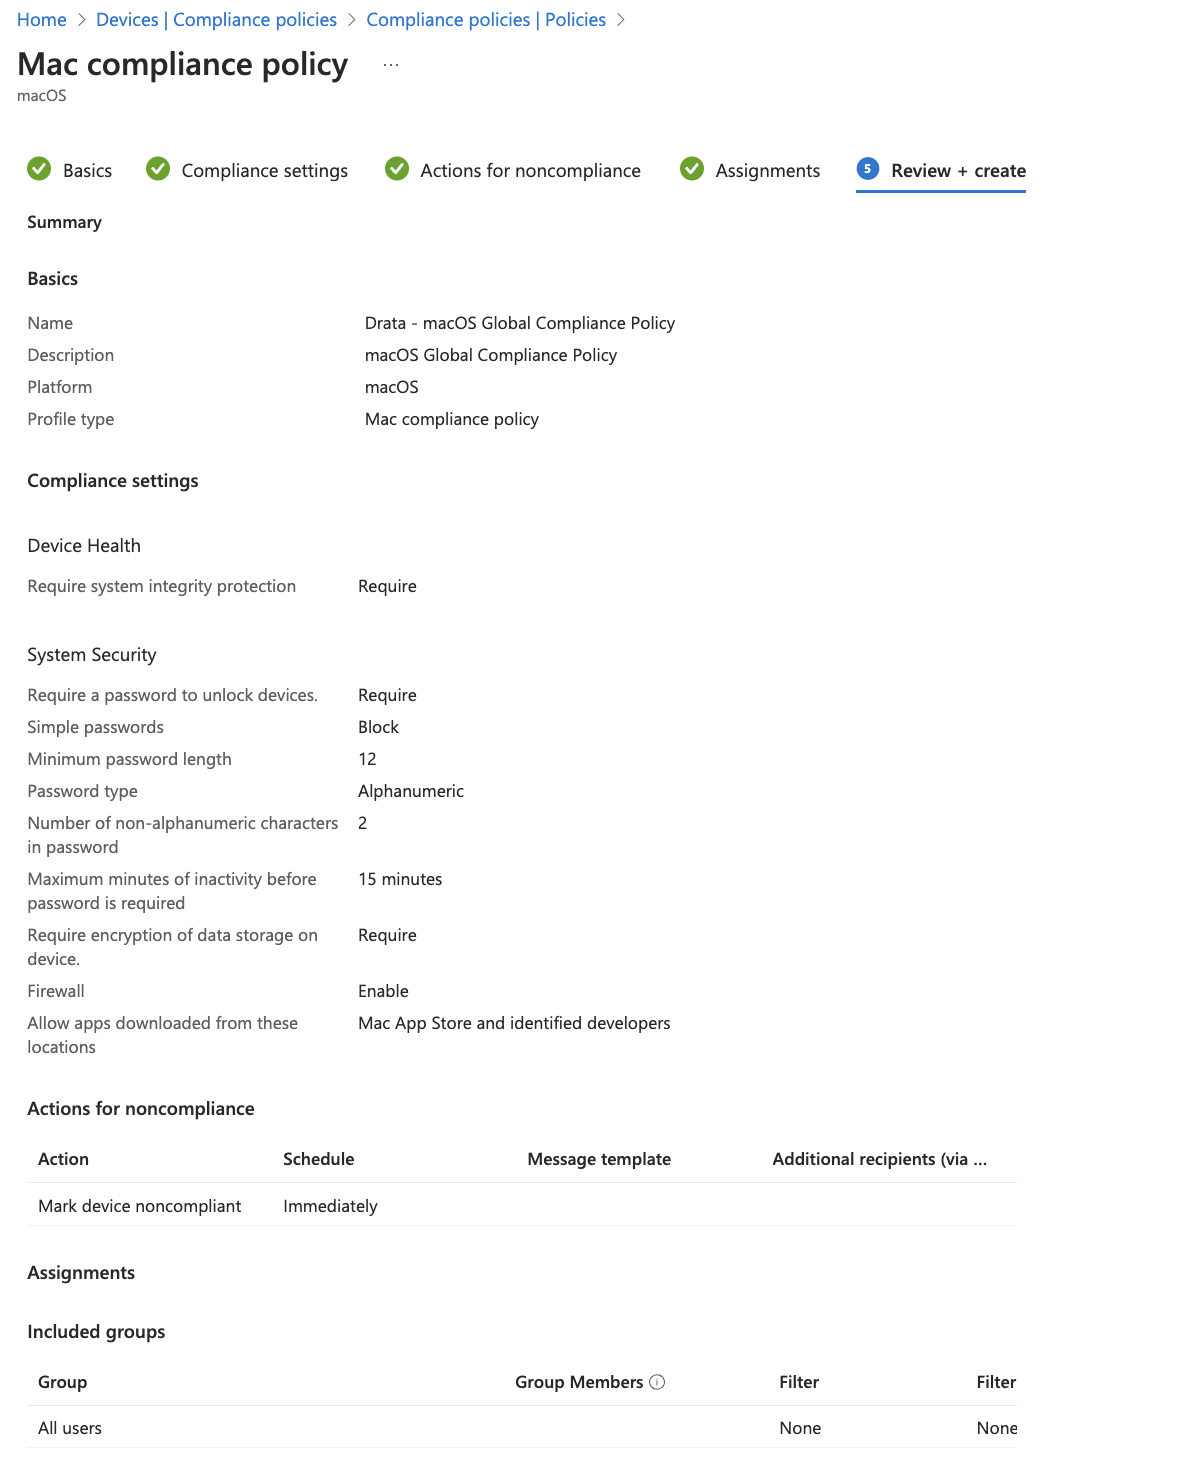 Home > Devices | Compliance policies > Compliance policies | Policies >
Mac compliance policy ...
macOS
Basics Compliance settings Actions for noncompliance Assignments 5 Review + create
Summary
Basics
Name Drata - macOS Global Compliance Policy
Description macOS Global Compliance Policy
Platform macOS
Profile type Mac compliance policy
Compliance settings
Device Health
Require system integrity protection Require
System Security
Require a password to unlock devices. Require
Simple passwords Block
Minimum password length 12
Password type Alphanumeric
Number of non-alphanumeric characters 2
in password
Maximum minutes of inactivity before 15 minutes
password is required
Require encryption of data storage on Require
device.
Firewall Enable
Allow apps downloaded from these Mac App Store and identified developers
locations
Actions for noncompliance
Action Schedule Message template Additional recipients (via ...
Mark device noncompliant Immediately
Assignments
Included groups
Group Group Members Filter Filter
All users None None